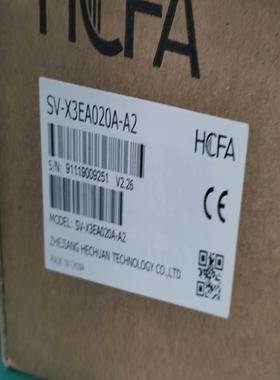 HCFA
SV-X3EA020A-A2
HCFA
S/N: 91119009251 V2.26
CE
MODEL: SV-X3EA020A-A2
ZHEJIANG HECHUAN TECHNOLOGY CO.,LTD.
MADE IN CHINA